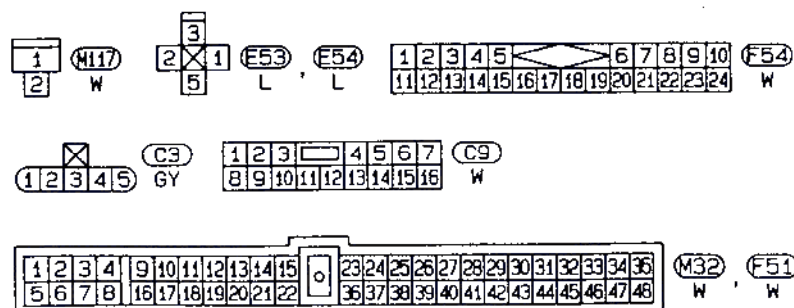 3
1 M117 2 1 E53 , E54 1 2 3 4 5 6 7 8 9 10 F54
2 W 5 L L 11 12 13 14 15 16 17 18 19 20 21 22 23 24 W
C3 1 2 3 4 5 6 7 C9
1 2 3 4 5 GY 8 9 10 11 12 13 14 15 16 W
1 2 3 4 9 10 11 12 13 14 15 23 24 25 26 27 28 29 30 31 32 33 34 35 M32 , F51
5 6 7 8 16 17 18 19 20 21 22 36 37 38 39 40 41 42 43 44 45 46 47 48 W W